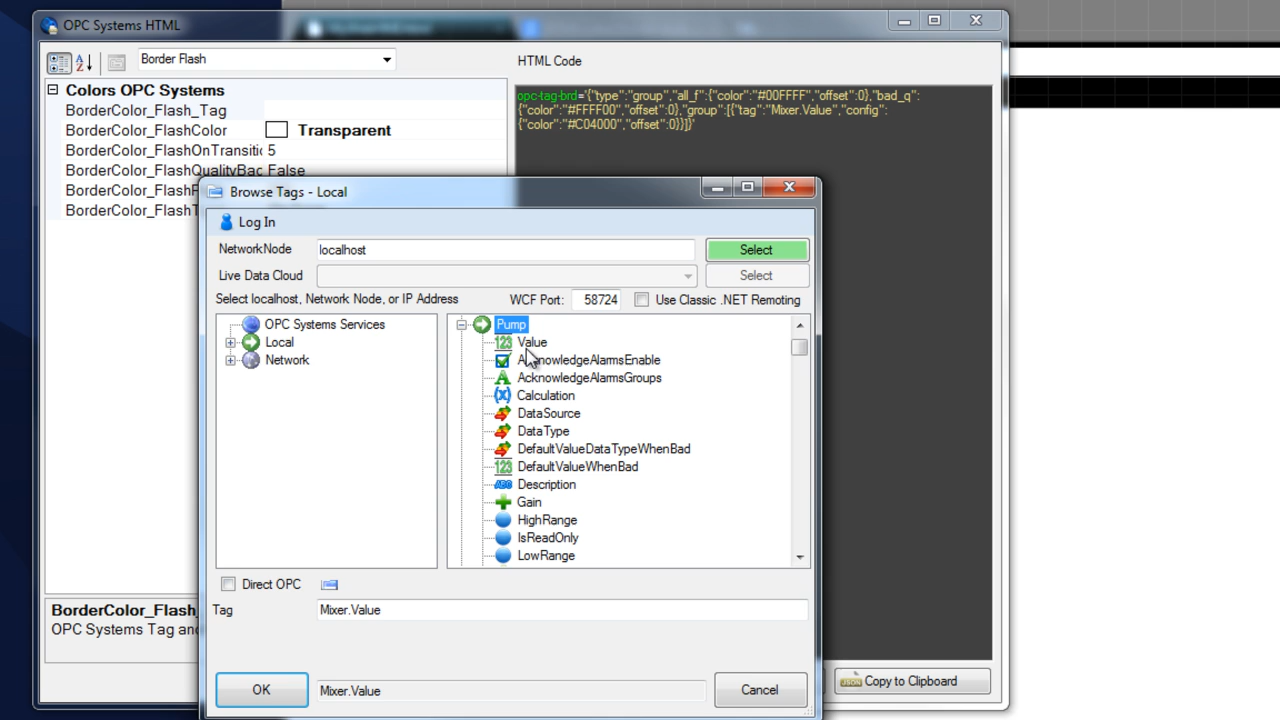 OPC Systems HTML
Border Flash
HTML Code
Colors OPC Systems
BorderColor_Flash_Tag
BorderColor_FlashColor Transparent
BorderColor_FlashOnTransitic 5
BorderColor_FlashQualityBac False
BorderColor_FlashF
BorderColor_FlashT
opc-tag-brd='{"type":"group","all_f":{"color":"#00FFFF","offset":0},"bad_q":
{"color":"#FFFF00","offset":0},"group":[{"tag":"Mixer.Value","config":
{"color":"#C04000","offset":0}}]}'
Browse Tags - Local
Log In
NetworkNode localhost Select
Live Data Cloud Select
Select localhost, Network Node, or IP Address WCF Port: 58724 Use Classic .NET Remoting
OPC Systems Services
Local
Network
Pump
Value
AcknowledgeAlarmsEnable
AcknowledgeAlarmsGroups
Calculation
DataSource
DataType
DefaultValueDataTypeWhenBad
DefaultValueWhenBad
Description
Gain
HighRange
IsReadOnly
LowRange
Direct OPC
Tag Mixer.Value
BorderColor_Flash_
OPC Systems Tag and
OK Mixer.Value Cancel
Copy to Clipboard